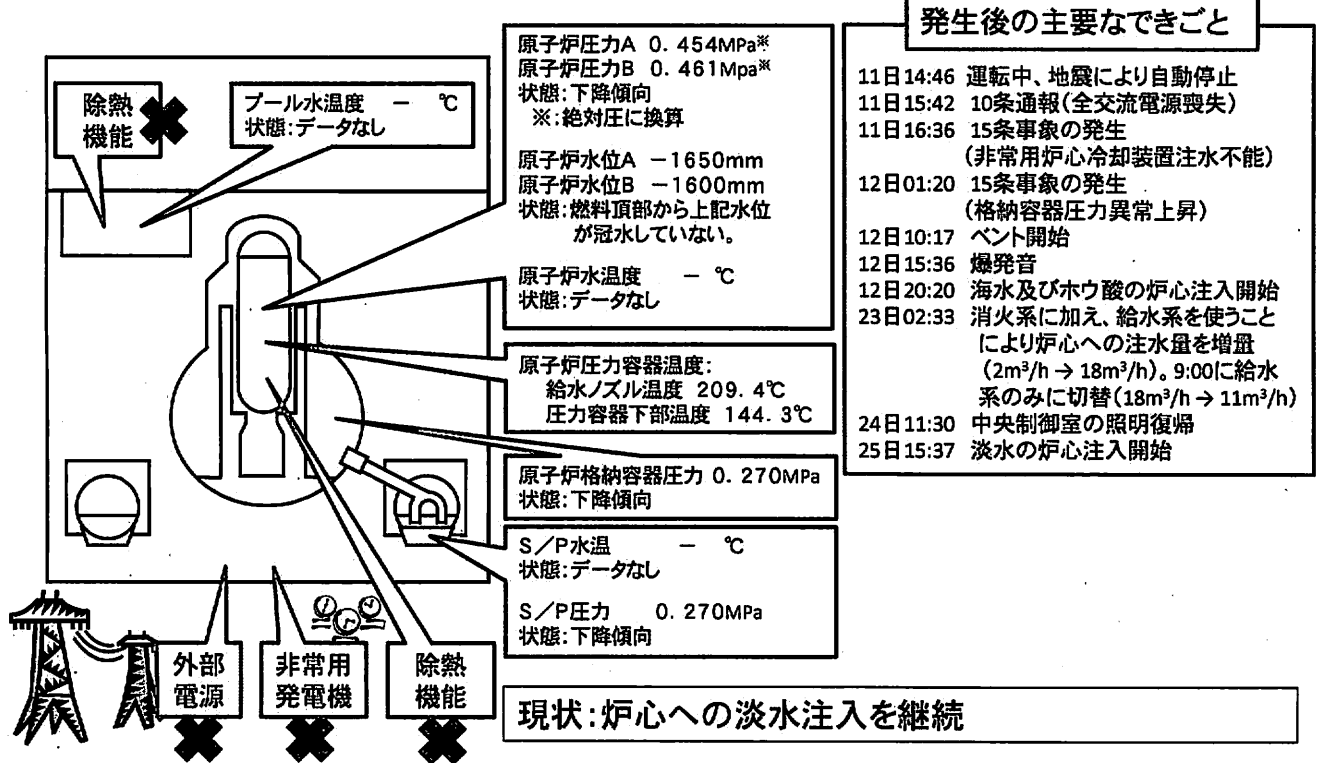 除熱
機能
プール水温度 － ℃
状態:データなし
原子炉圧力A 0. 454MPa※
原子炉圧力B 0. 461Mpa※
状態:下降傾向
※:絶対圧に換算
原子炉水位A －1650mm
原子炉水位B －1600mm
状態:燃料頂部から上記水位
が冠水していない。
原子炉水温度 － ℃
状態:データなし
原子炉圧力容器温度:
給水ノズル温度 209. 4℃
圧力容器下部温度 144. 3℃
原子炉格納容器圧力 0. 270MPa
状態:下降傾向
S／P水温 － ℃
状態:データなし
S／P圧力 0. 270MPa
状態:下降傾向
外部
電源
非常用
発電機
除熱
機能
発生後の主要なできごと
11日14:46 運転中、地震により自動停止
11日15:42 10条通報(全交流電源喪失)
11日16:36 15条事象の発生
(非常用炉心冷却装置注水不能)
12日01:20 15条事象の発生
(格納容器圧力異常上昇)
12日10:17 ベント開始
12日15:36 爆発音
12日20:20 海水及びホウ酸の炉心注入開始
23日02:33 消火系に加え、給水系を使うこと
により炉心への注水量を増量
(2m³/h → 18m³/h)。9:00に給水
系のみに切替(18m³/h → 11m³/h)
24日11:30 中央制御室の照明復帰
25日15:37 淡水の炉心注入開始
現状:炉心への淡水注入を継続